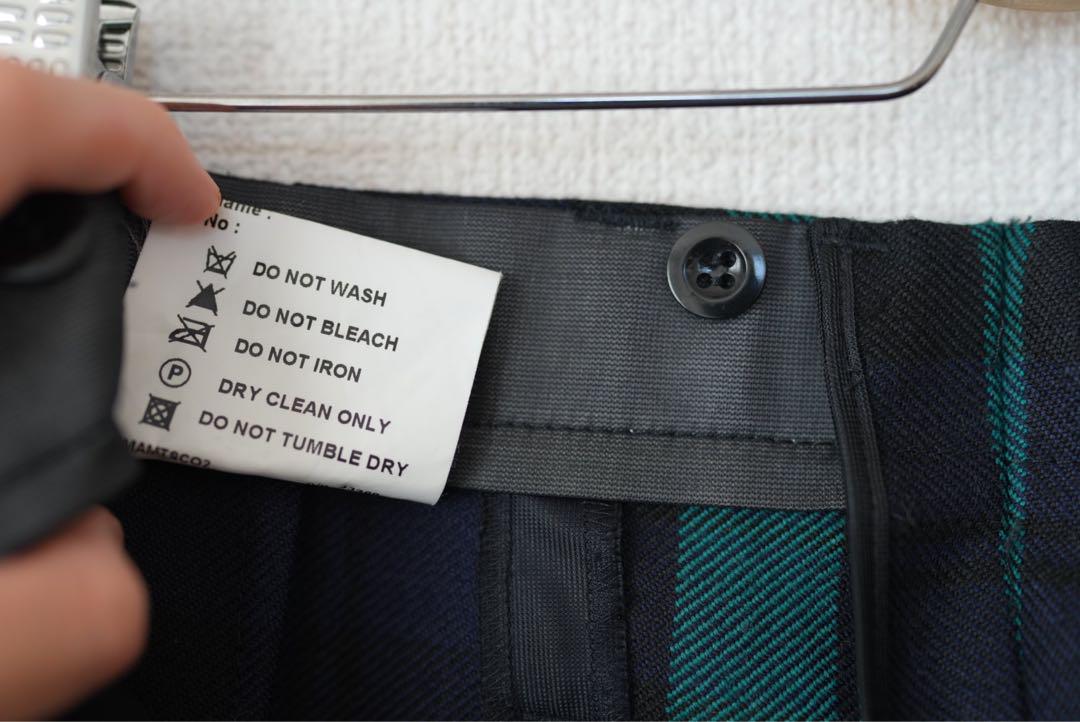 No :
DO NOT WASH
DO NOT BLEACH
DO NOT IRON
P
DRY CLEAN ONLY
DO NOT TUMBLE DRY